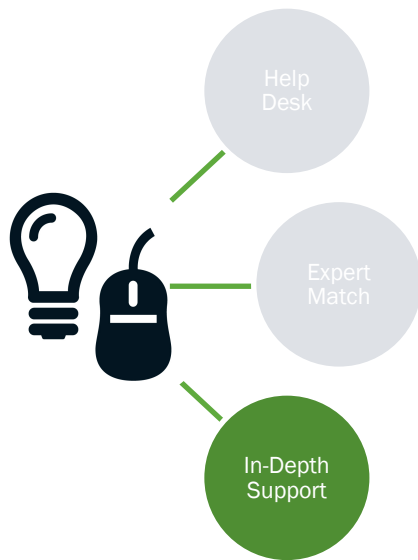 Help
Desk
Expert
Match
In-Depth
Support